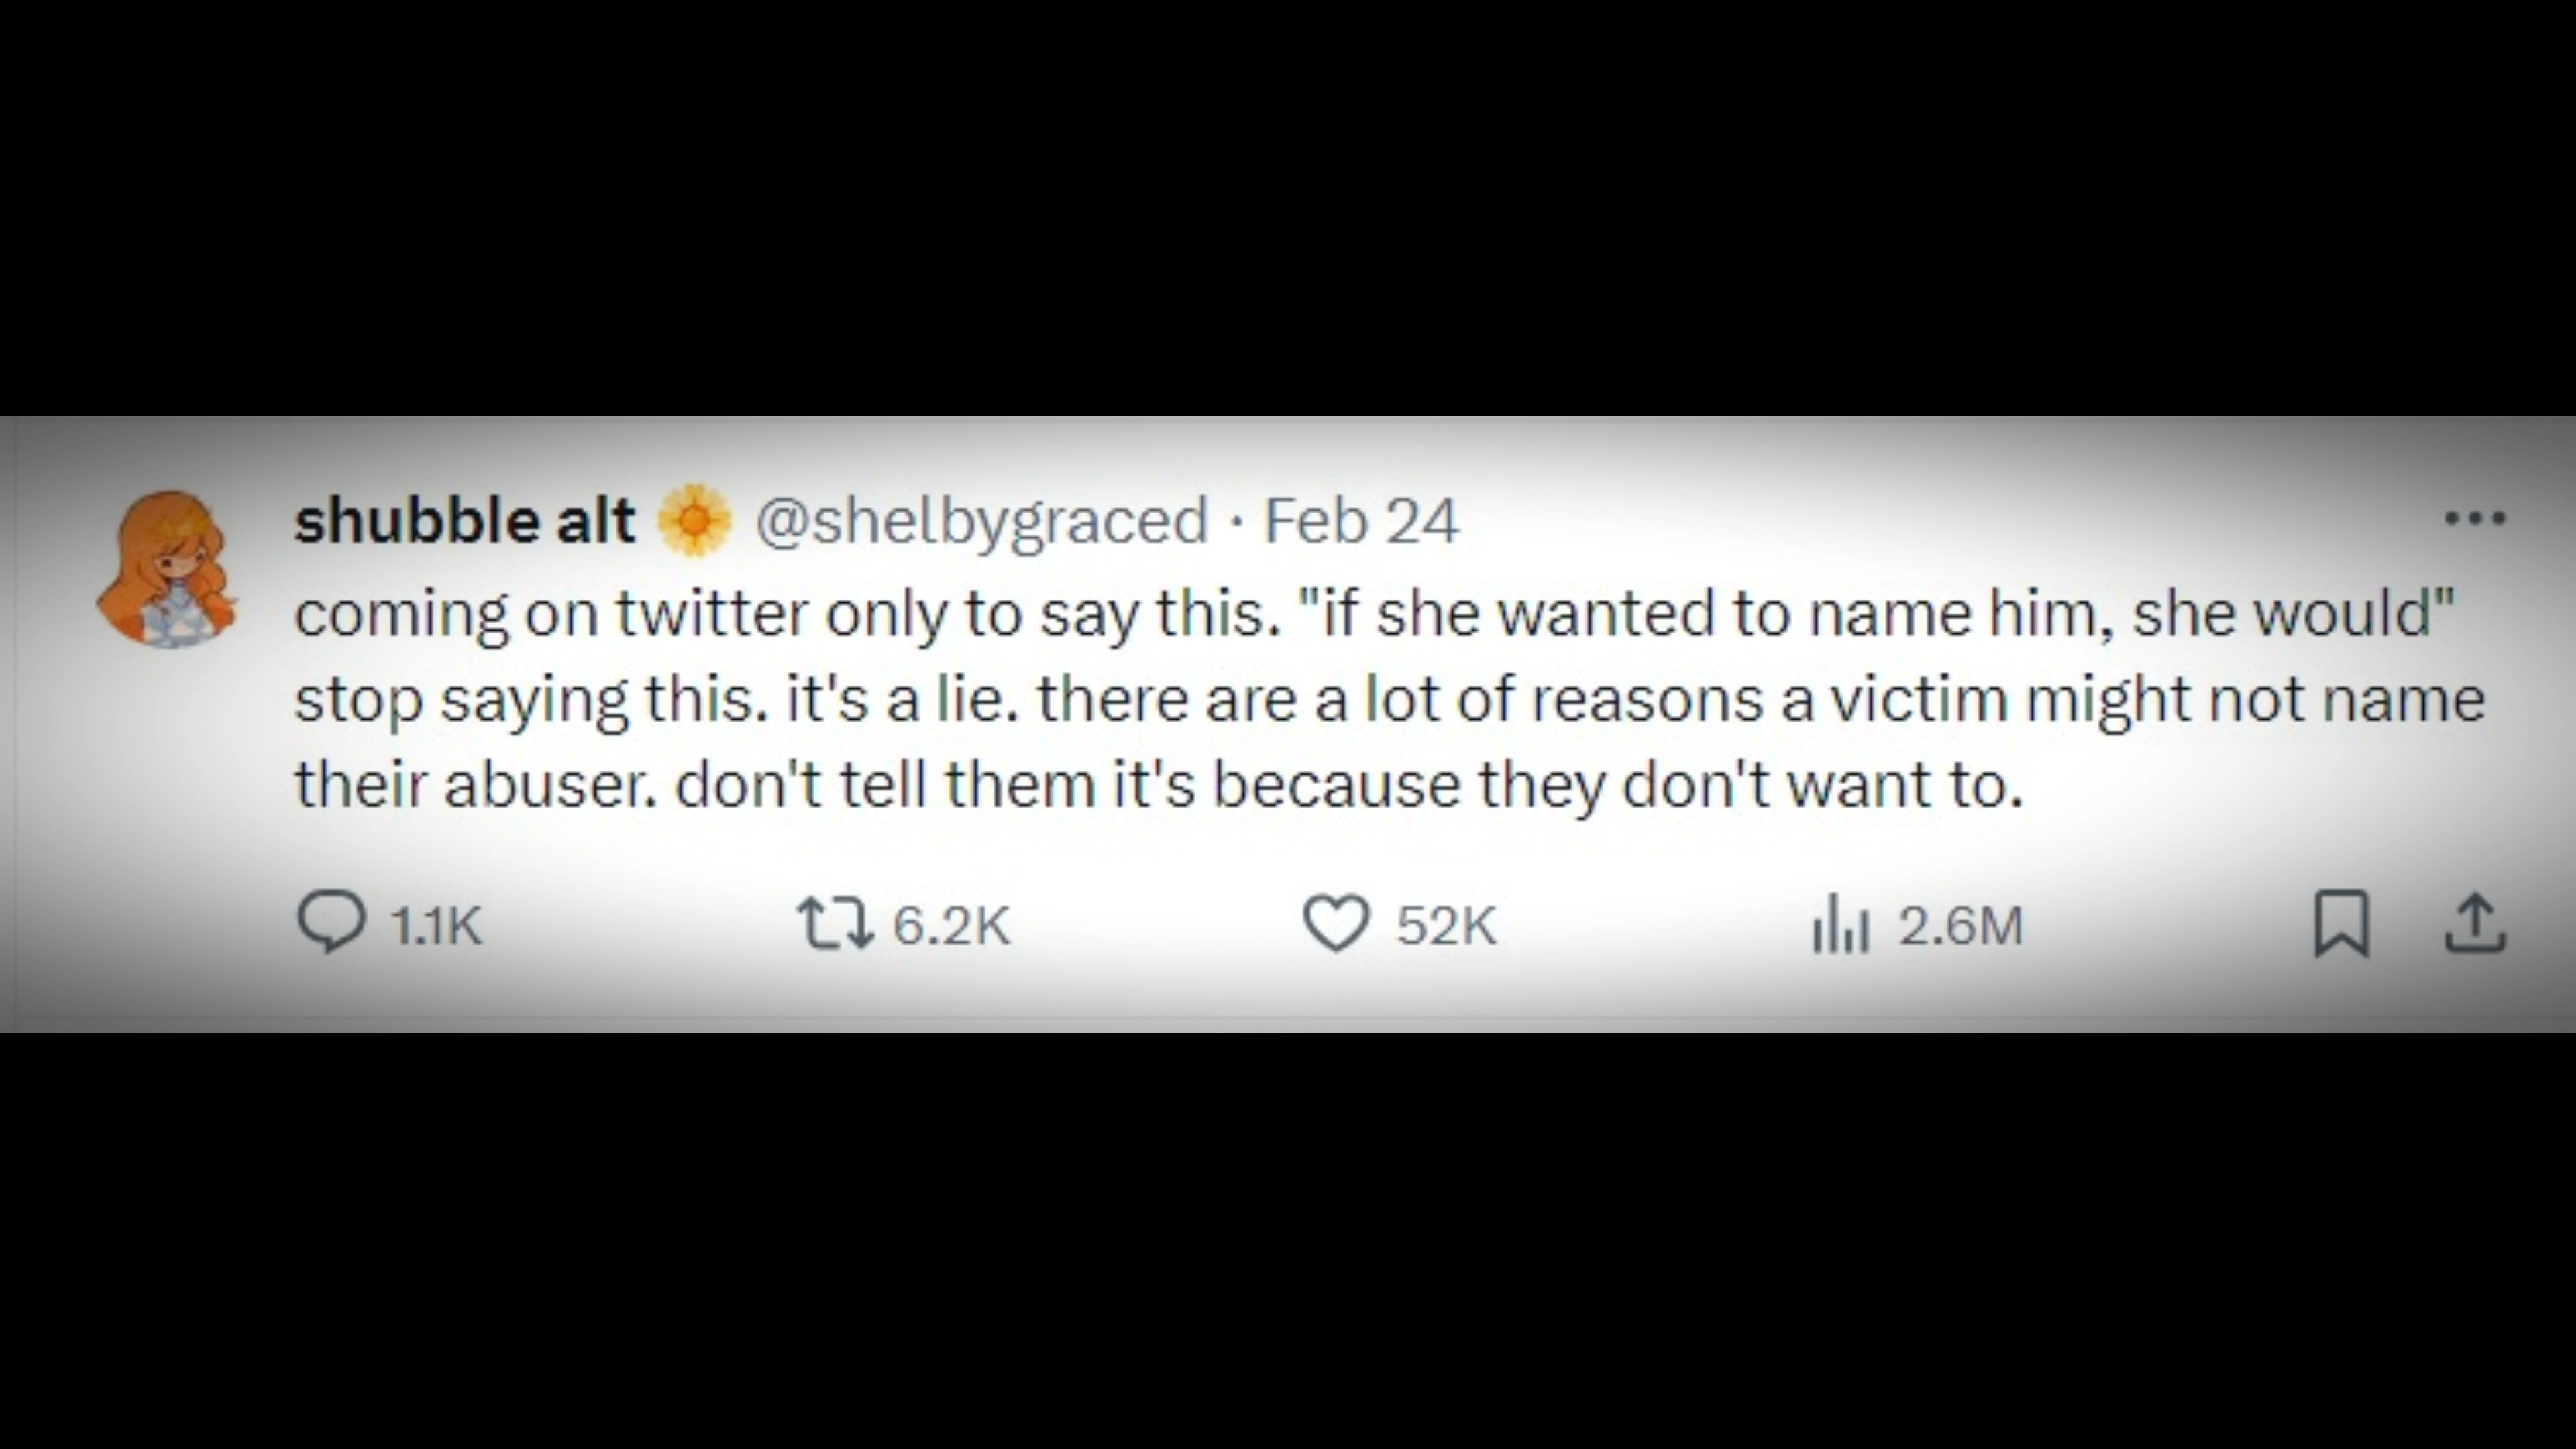 shubble alt 🌼 @shelbygraced · Feb 24
coming on twitter only to say this. "if she wanted to name him, she would"
stop saying this. it's a lie. there are a lot of reasons a victim might not name
their abuser. don't tell them it's because they don't want to.
1.1K 6.2K 52K 2.6M